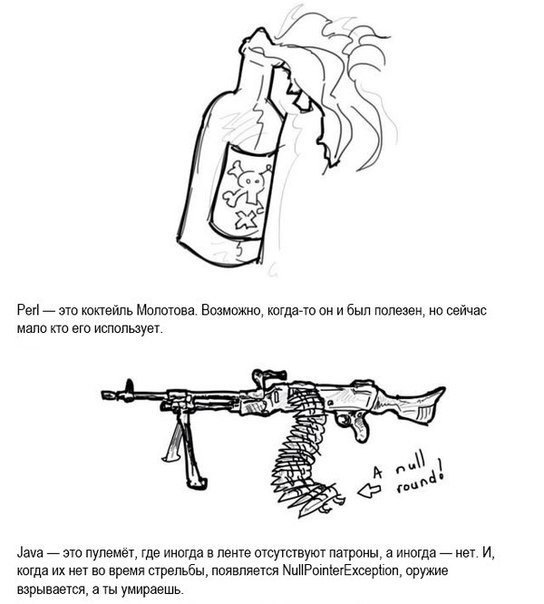 Perl — это коктейль Молотова. Возможно, когда-то он и был полезен, но сейчас
мало кто его использует.
A null
round!
Java — это пулемёт, где иногда в ленте отсутствуют патроны, а иногда — нет. И,
когда их нет во время стрельбы, появляется NullPointerException, оружие
взрывается, а ты умираешь.